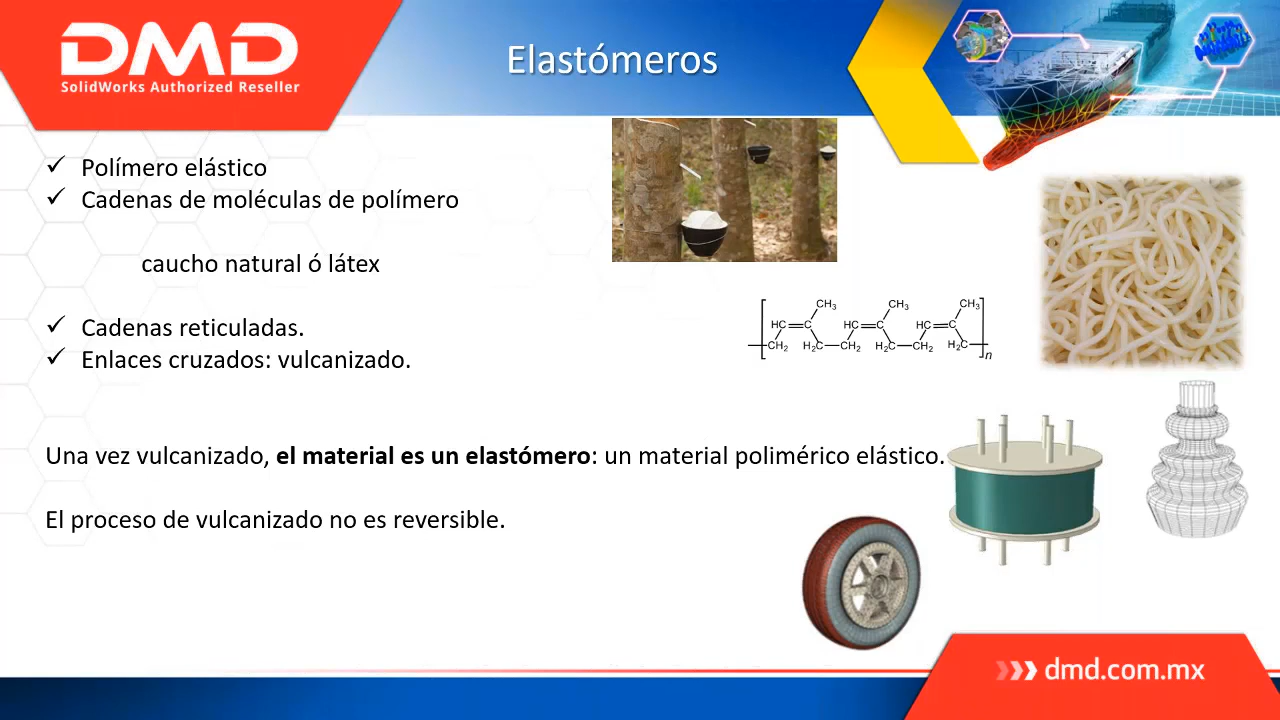 DMD
SolidWorks Authorized Reseller
Elastómeros
✓ Polímero elástico
✓ Cadenas de moléculas de polímero
caucho natural ó látex
✓ Cadenas reticuladas.
✓ Enlaces cruzados: vulcanizado.
CH3 CH3 CH3
HC C HC C HC C
CH2 H2C CH2 H2C CH2 H2C
n
Una vez vulcanizado, el material es un elastómero: un material polimérico elástico.
El proceso de vulcanizado no es reversible.
dmd.com.mx